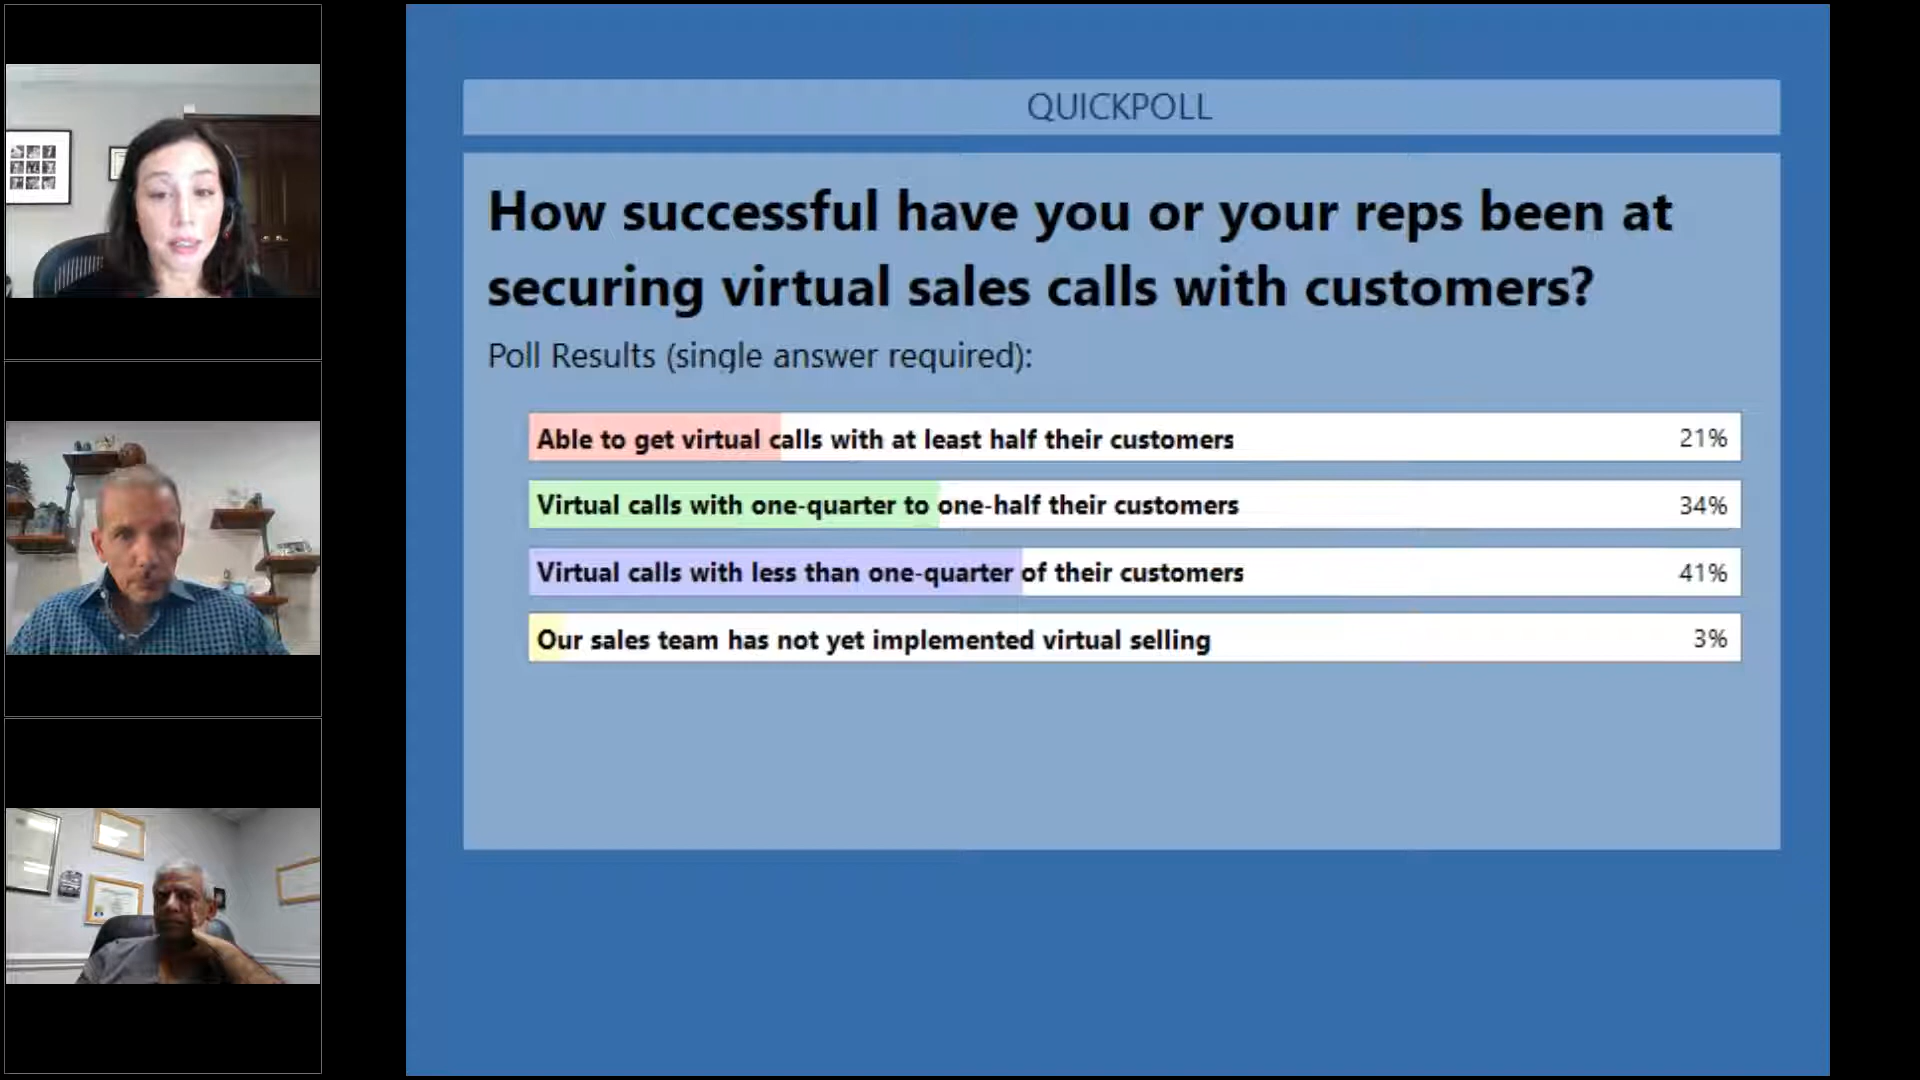 QUICKPOLL
How successful have you or your reps been at
securing virtual sales calls with customers?
Poll Results (single answer required):
Able to get virtual calls with at least half their customers 21%
Virtual calls with one-quarter to one-half their customers 34%
Virtual calls with less than one-quarter of their customers 41%
Our sales team has not yet implemented virtual selling 3%